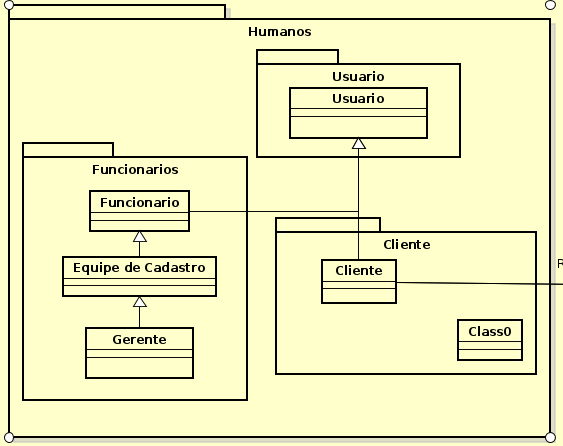 Humanos
Usuario
Usuario
Funcionarios
Funcionario
Cliente
Equipe de Cadastro
Cliente
R
Class0
Gerente